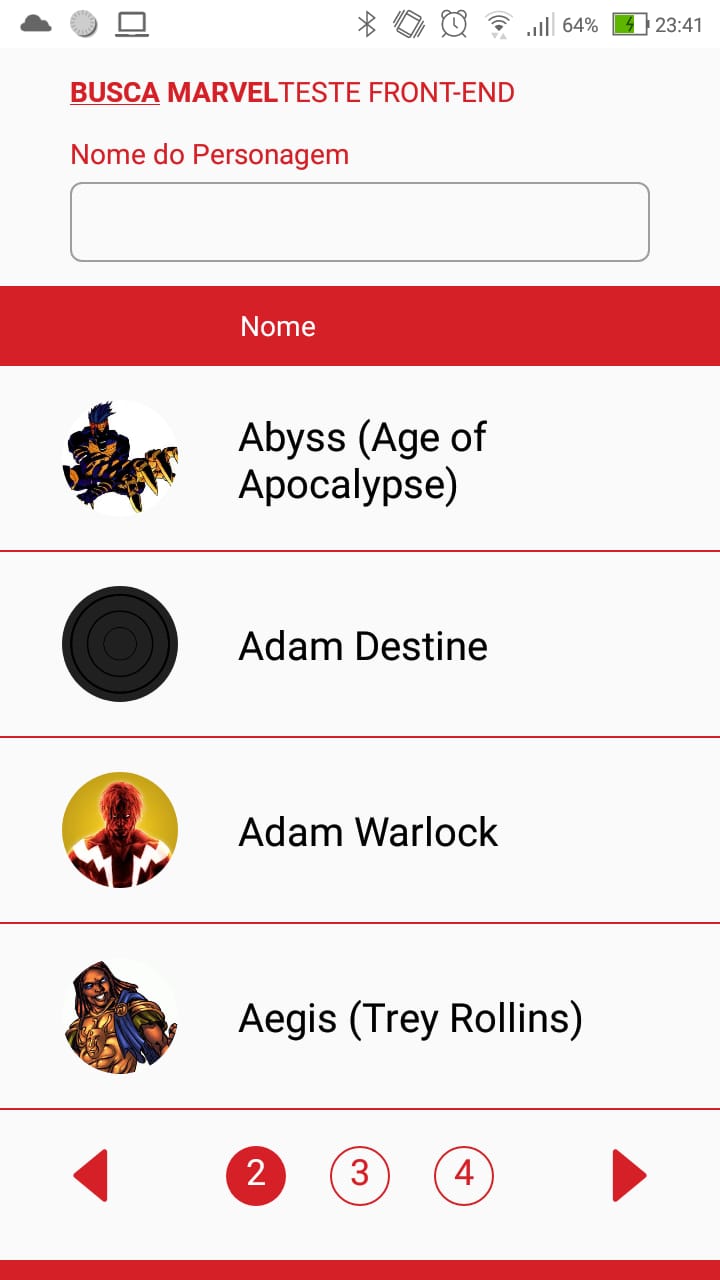 64% 23:41
BUSCA MARVELTESTE FRONT-END
Nome do Personagem
Nome
Abyss (Age of
Apocalypse)
Adam Destine
Adam Warlock
Aegis (Trey Rollins)
2 3 4